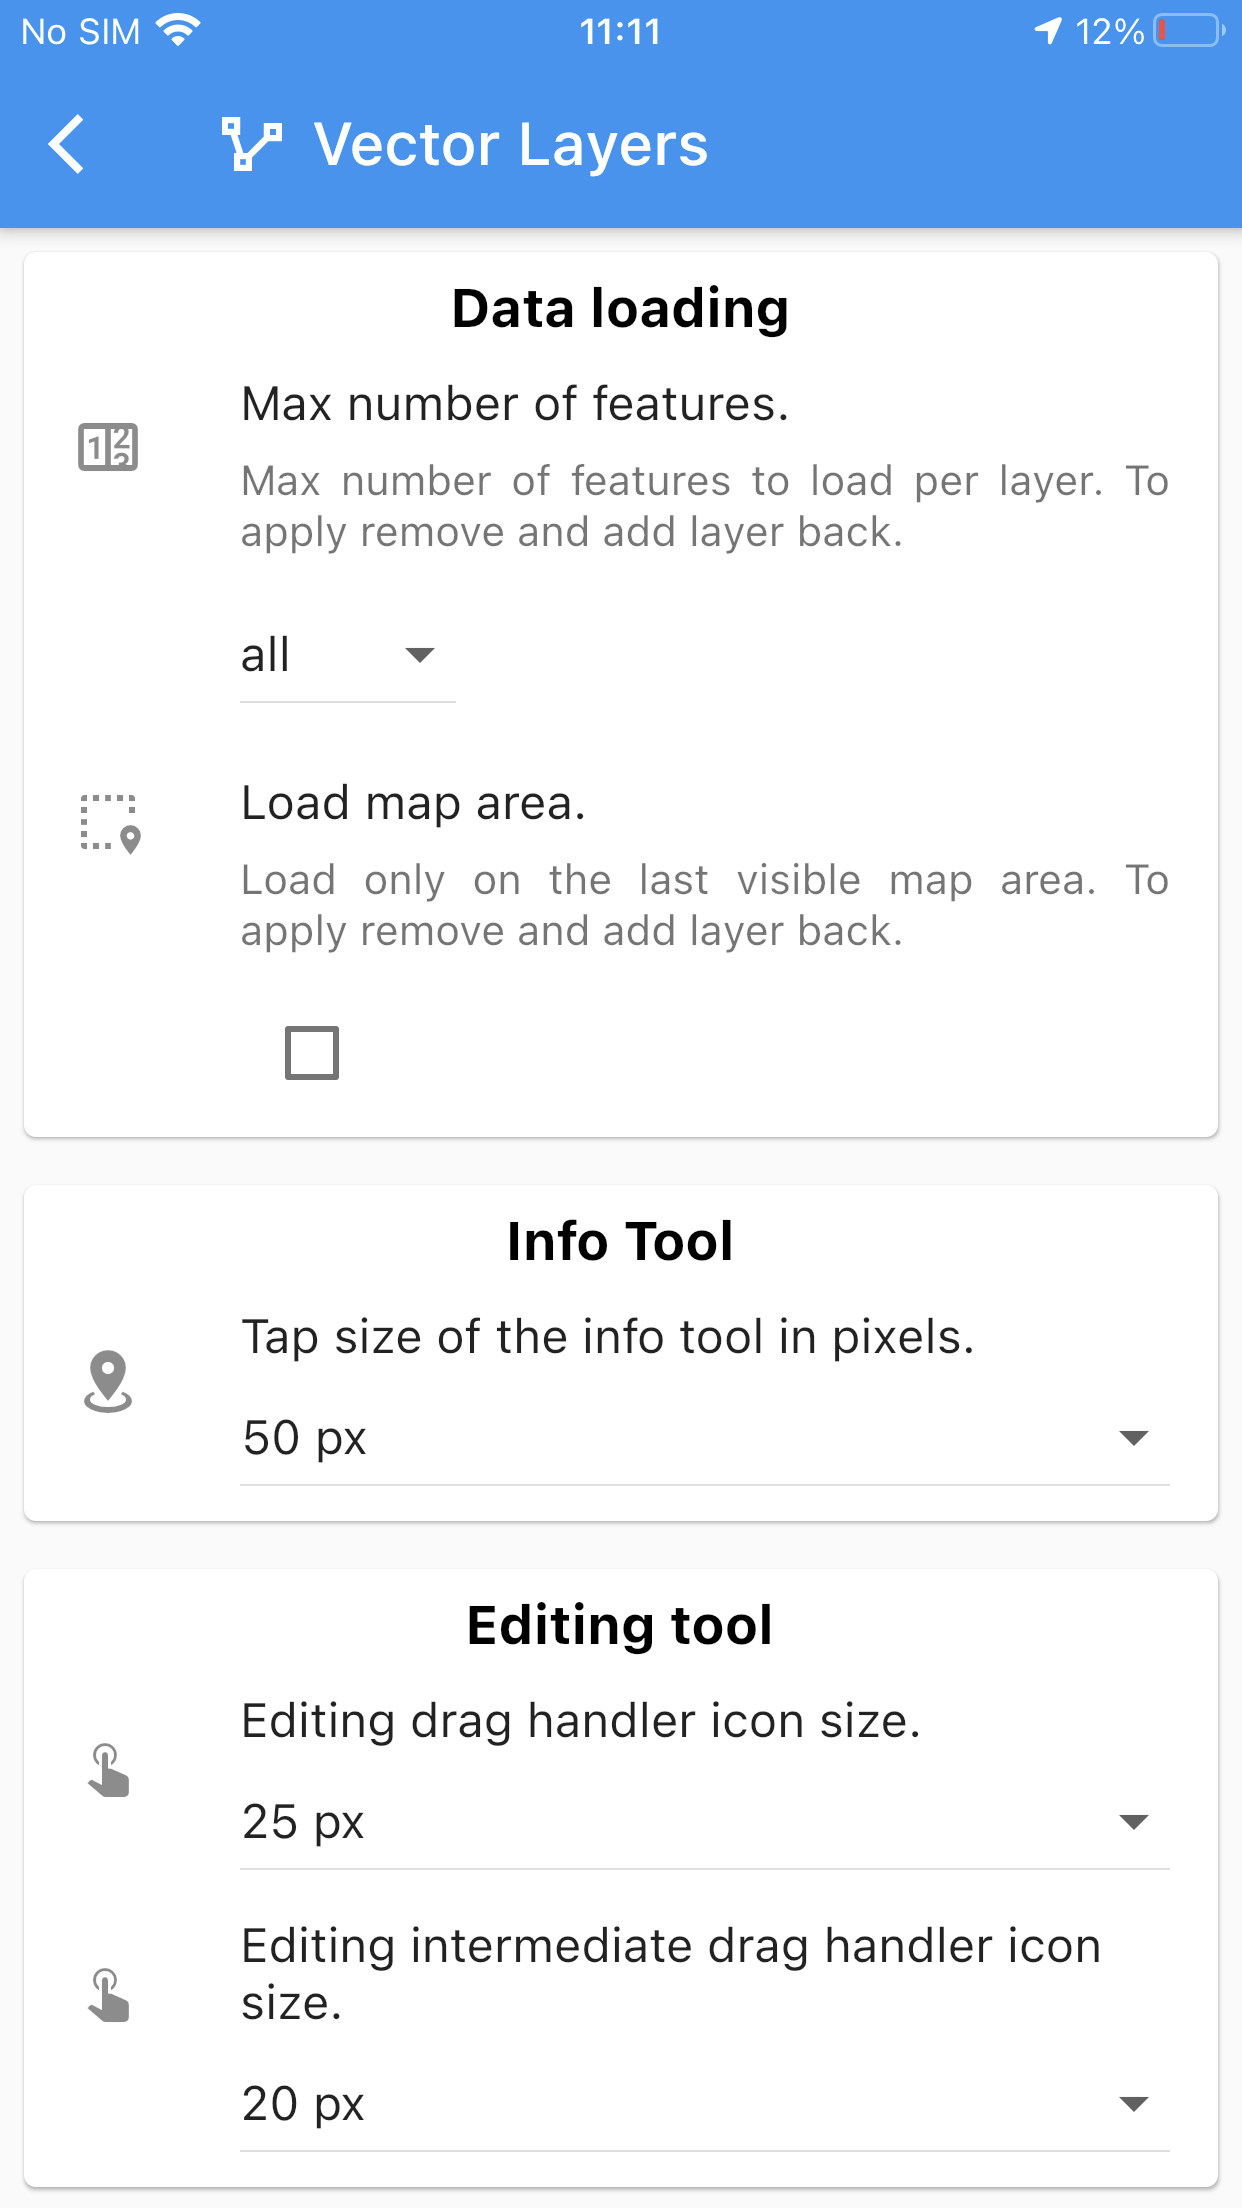 No SIM 11:11 12%
Vector Layers
Data loading
Max number of features.
Max number of features to load per layer. To
apply remove and add layer back.
all
Load map area.
Load only on the last visible map area. To
apply remove and add layer back.
Info Tool
Tap size of the info tool in pixels.
50 px
Editing tool
Editing drag handler icon size.
25 px
Editing intermediate drag handler icon
size.
20 px